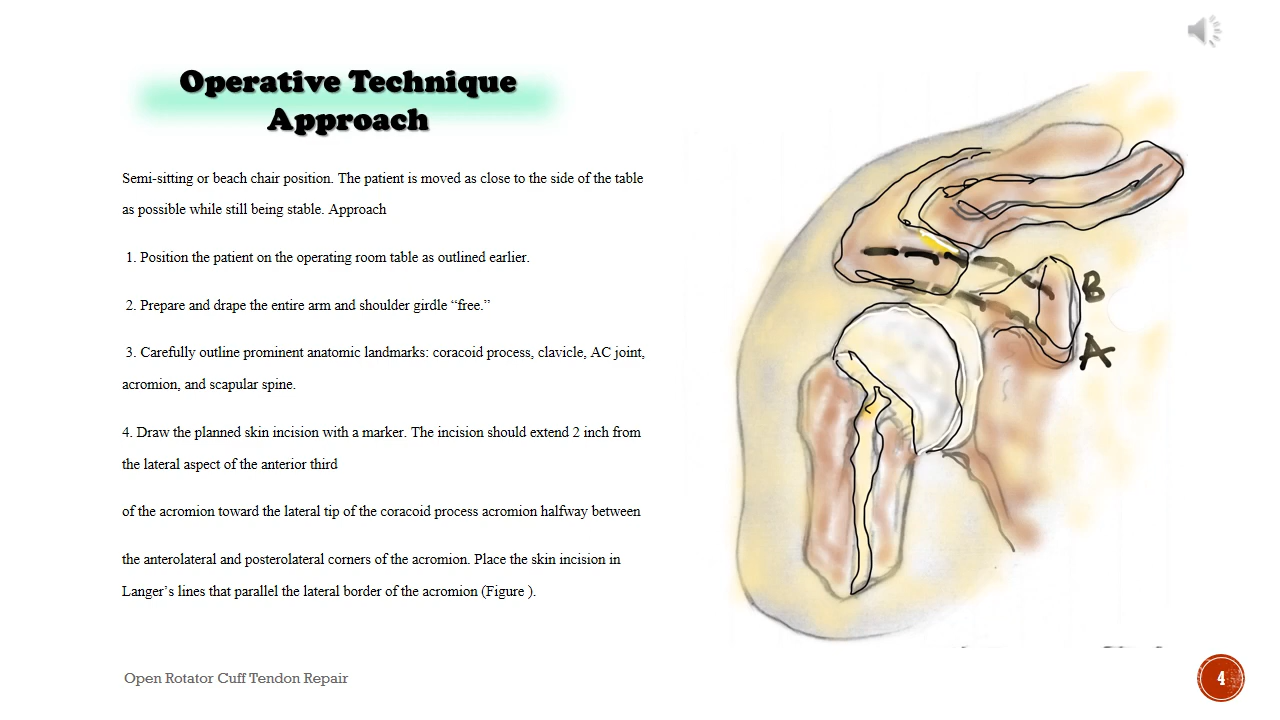 Operative Technique
Approach
Semi-sitting or beach chair position. The patient is moved as close to the side of the table
as possible while still being stable. Approach
1. Position the patient on the operating room table as outlined earlier.
2. Prepare and drape the entire arm and shoulder girdle “free.”
3. Carefully outline prominent anatomic landmarks: coracoid process, clavicle, AC joint,
acromion, and scapular spine.
4. Draw the planned skin incision with a marker. The incision should extend 2 inch from
the lateral aspect of the anterior third
of the acromion toward the lateral tip of the coracoid process acromion halfway between
the anterolateral and posterolateral corners of the acromion. Place the skin incision in
Langer’s lines that parallel the lateral border of the acromion (Figure ).
B
A
Open Rotator Cuff Tendon Repair
4